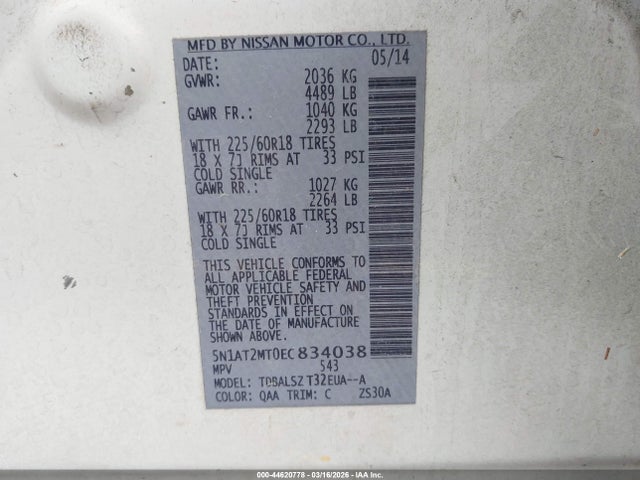 MFD BY NISSAN MOTOR CO., LTD.
DATE: 05/14
GVWR: 2036 KG
4489 LB
GAWR FR.: 1040 KG
2293 LB
WITH 225/60R18 TIRES
18 X 7J RIMS AT 33 PSI
COLD SINGLE
GAWR RR.: 1027 KG
2264 LB
WITH 225/60R18 TIRES
18 X 7J RIMS AT 33 PSI
COLD SINGLE
THIS VEHICLE CONFORMS TO
ALL APPLICABLE FEDERAL
MOTOR VEHICLE SAFETY AND
THEFT PREVENTION
STANDARDS IN EFFECT ON
THE DATE OF MANUFACTURE
SHOWN ABOVE.
5N1AT2MT0EC834038
MPV 543
MODEL: TDBALSZ T32EUA--A
COLOR: QAA TRIM: C ZS30A
000-44620778 - 03/16/2026 - IAAI.COM